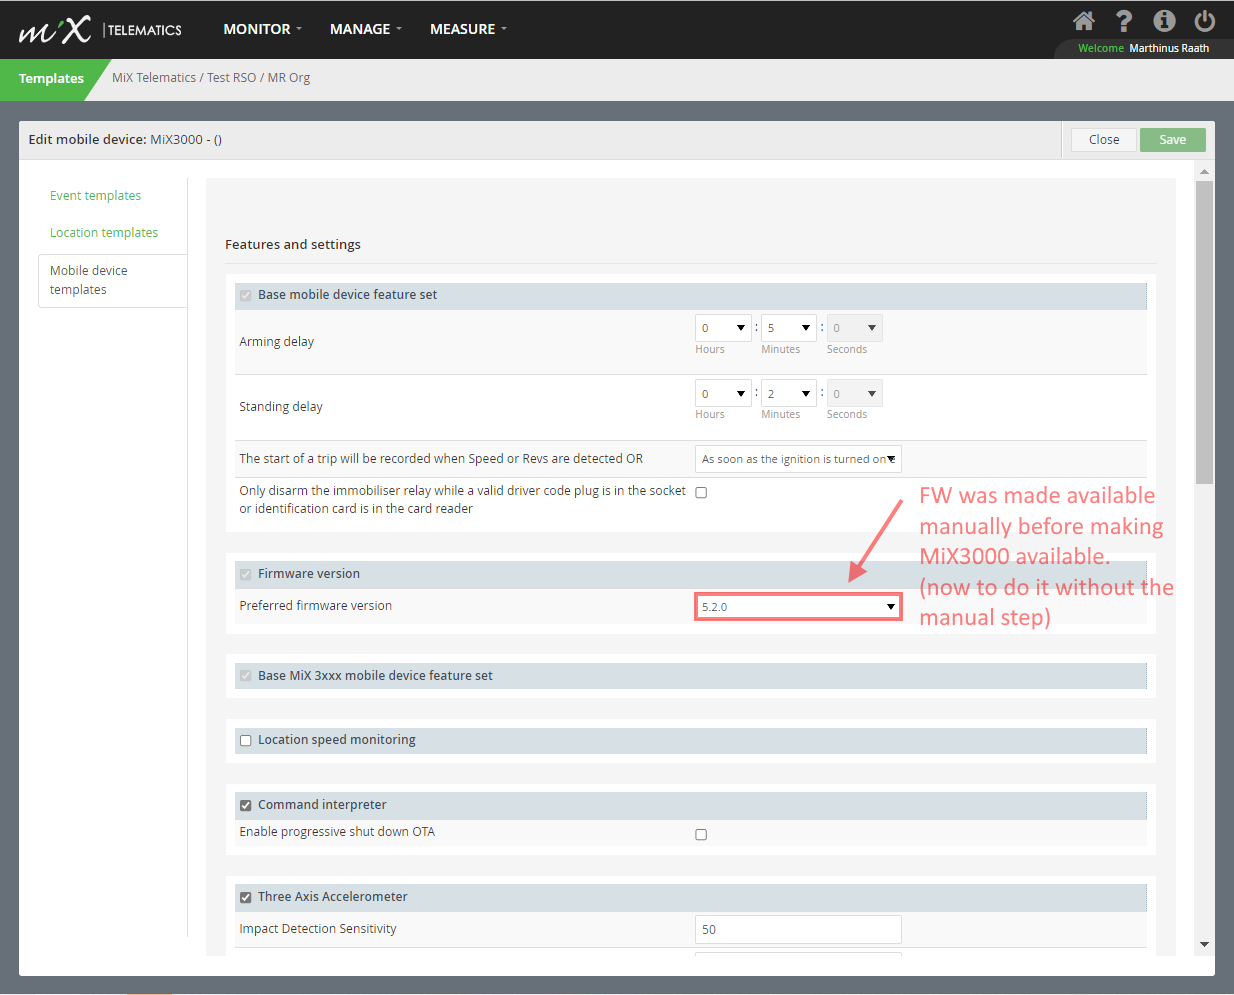 miX | TELEMATICS MONITOR MANAGE MEASURE
Welcome Marthinus Raath
Templates MiX Telematics / Test RSO / MR Org
Edit mobile device: MiX3000 - () Close Save
Event templates
Location templates
Mobile device
templates
Features and settings
Base mobile device feature set
Arming delay 0 : 5 : 0
Hours Minutes Seconds
Standing delay 0 : 2 : 0
Hours Minutes Seconds
The start of a trip will be recorded when Speed or Revs are detected OR As soon as the ignition is turned on
Only disarm the immobiliser relay while a valid driver code plug is in the socket
or identification card is in the card reader
FW was made available
manually before making
MiX3000 available.
(now to do it without the
manual step)
Firmware version
Preferred firmware version 5.2.0
Base MiX 3xxx mobile device feature set
Location speed monitoring
Command interpreter
Enable progressive shut down OTA
Three Axis Accelerometer
Impact Detection Sensitivity 50